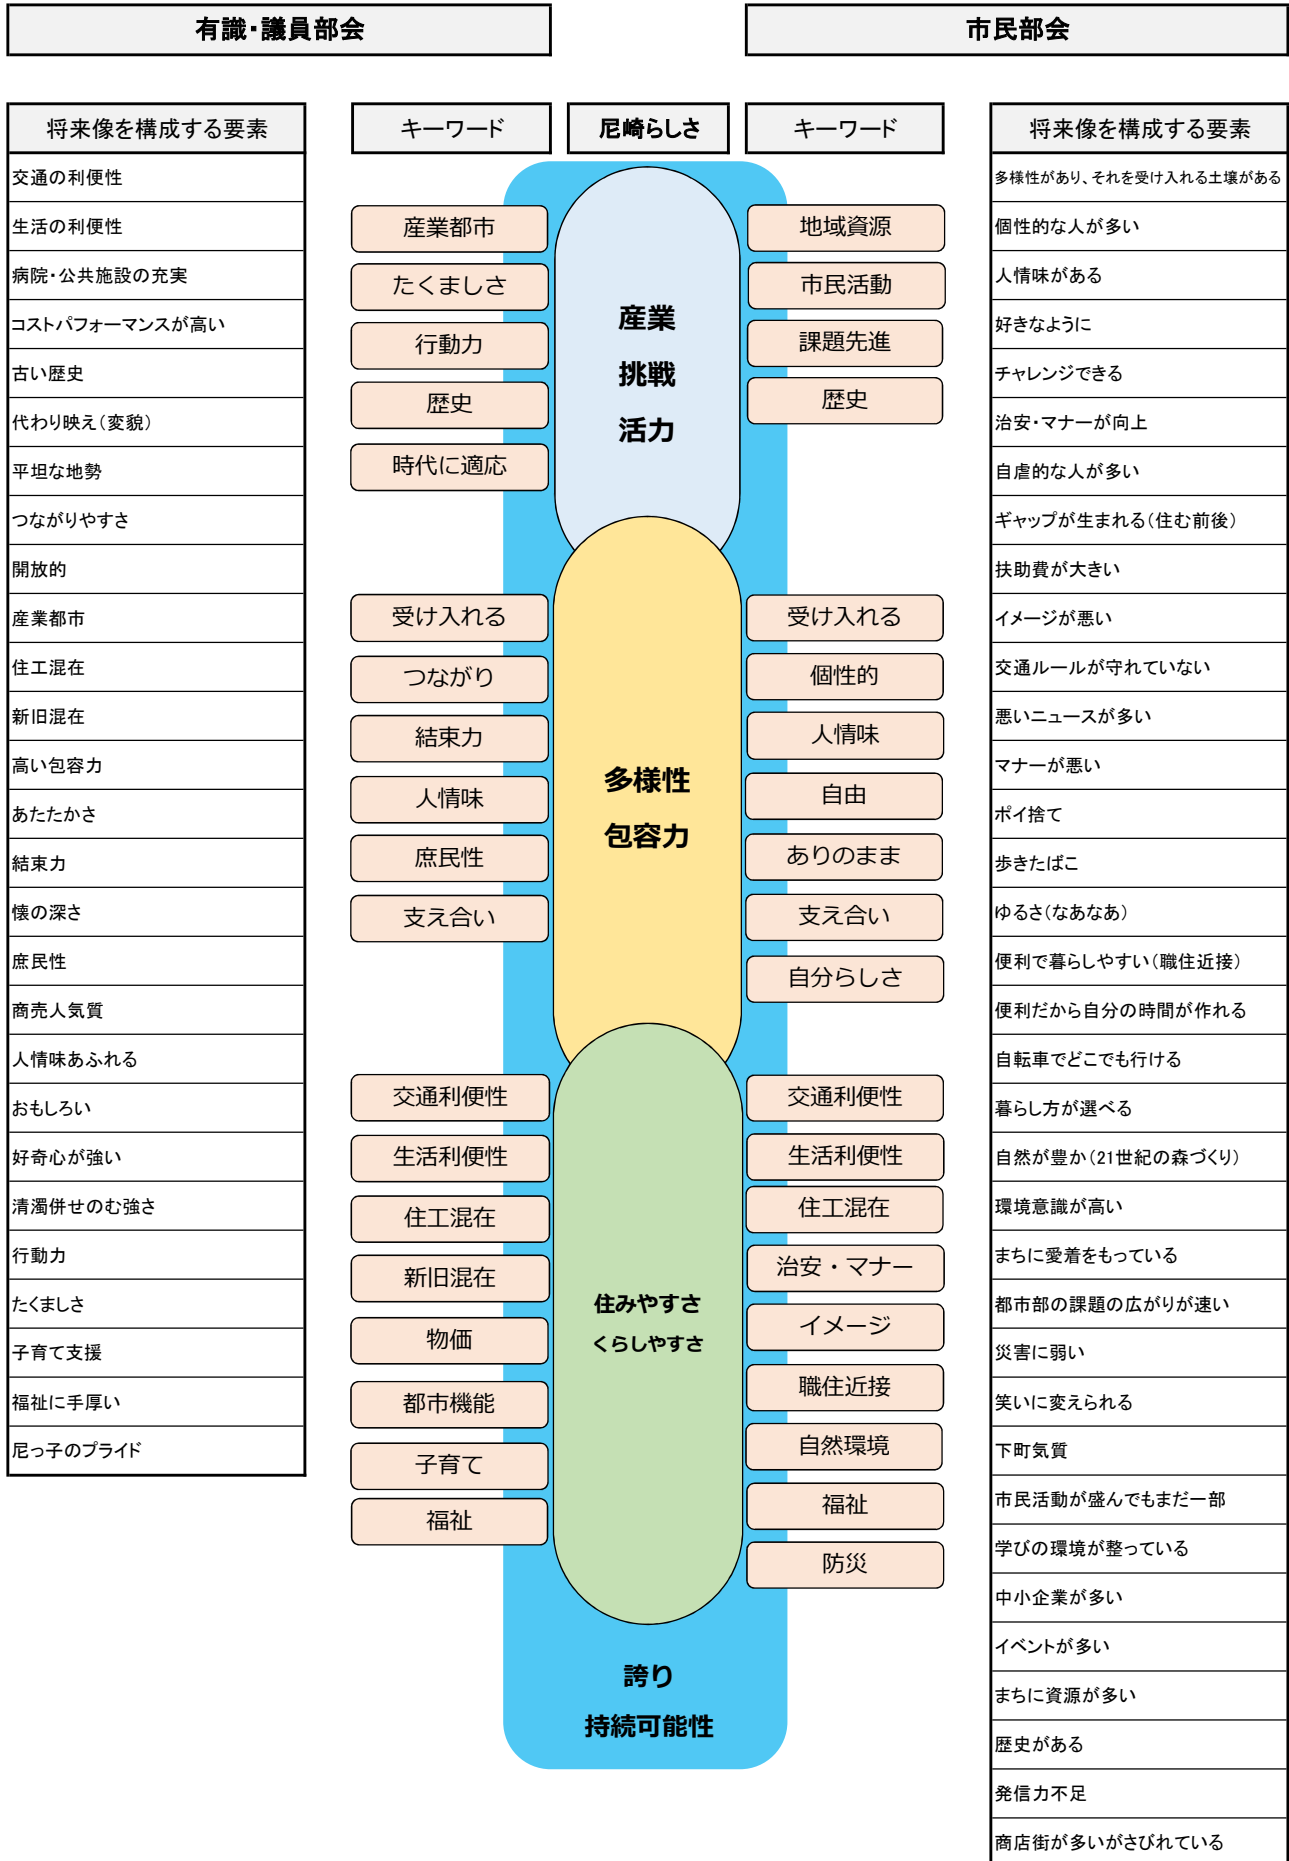 有識・議員部会
市民部会
将来像を構成する要素
キーワード
尼崎らしさ
キーワード
将来像を構成する要素
交通の利便性
生活の利便性
病院・公共施設の充実
コストパフォーマンスが高い
古い歴史
代わり映え（変貌）
平坦な地勢
つながりやすさ
開放的
産業都市
住工混在
新旧混在
高い包容力
あたたかさ
結束力
懐の深さ
庶民性
商売人気質
人情味あふれる
おもしろい
好奇心が強い
清濁併せのむ強さ
行動力
たくましさ
子育て支援
福祉に手厚い
尼っ子のプライド
産業都市
たくましさ
行動力
歴史
時代に適応
受け入れる
つながり
結束力
人情味
庶民性
支え合い
交通利便性
生活利便性
住工混在
新旧混在
物価
都市機能
子育て
福祉
産業
挑戦
活力
多様性
包容力
住みやすさ
くらしやすさ
誇り
持続可能性
地域資源
市民活動
課題先進
歴史
受け入れる
個性的
人情味
自由
ありのまま
支え合い
自分らしさ
交通利便性
生活利便性
住工混在
治安・マナー
イメージ
職住近接
自然環境
福祉
防災
多様性があり、それを受け入れる土壌がある
個性的な人が多い
人情味がある
好きなように
チャレンジできる
治安・マナーが向上
自虐的な人が多い
ギャップが生まれる（住む前後）
扶助費が大きい
イメージが悪い
交通ルールが守れていない
悪いニュースが多い
マナーが悪い
ポイ捨て
歩きたばこ
ゆるさ（なあなあ）
便利で暮らしやすい（職住近接）
便利だから自分の時間が作れる
自転車でどこでも行ける
暮らし方が選べる
自然が豊か（21世紀の森づくり）
環境意識が高い
まちに愛着をもっている
都市部の課題の広がりが速い
災害に弱い
笑いに変えられる
下町気質
市民活動が盛んでもまだ一部
学びの環境が整っている
中小企業が多い
イベントが多い
まちに資源が多い
歴史がある
発信力不足
商店街が多いがさびれている